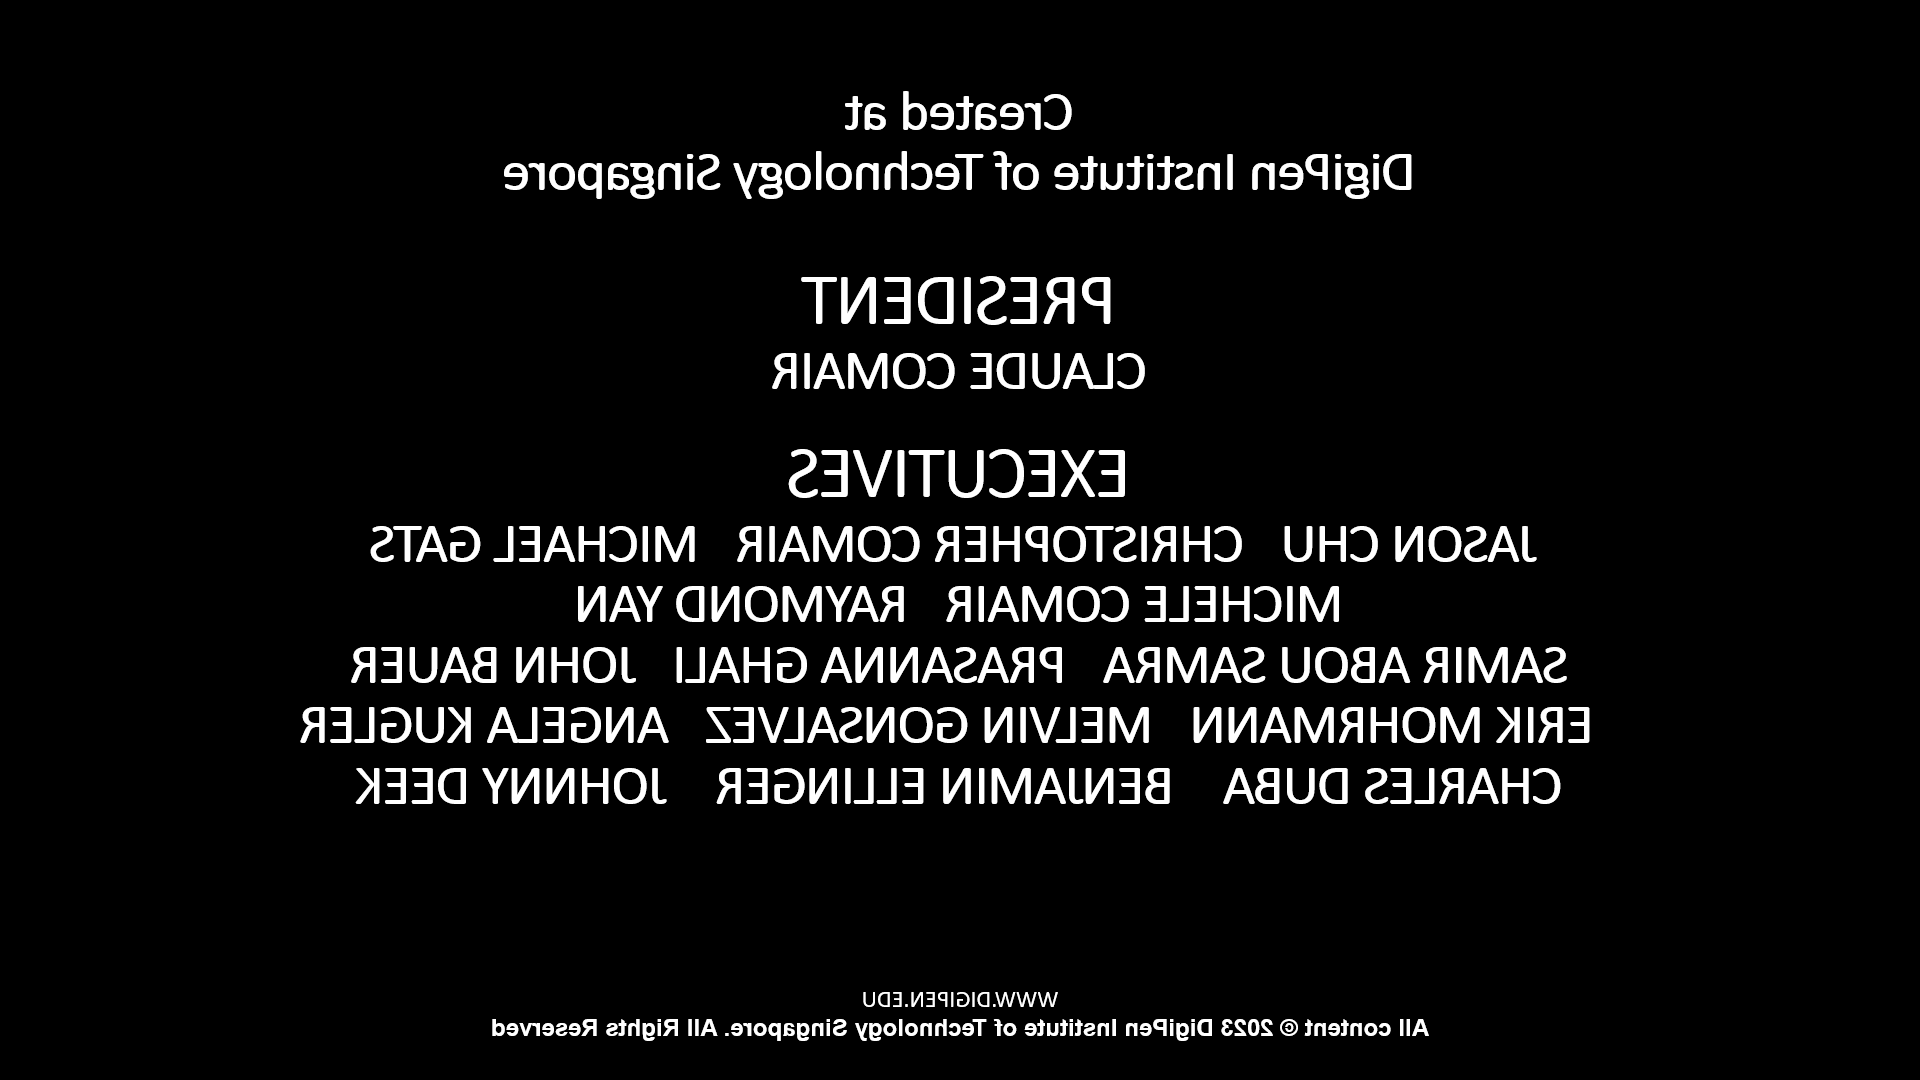 Created at
DigiPen Institute of Technology Singapore
PRESIDENT
CLAUDE COMAIR
EXECUTIVES
JASON CHU CHRISTOPHER COMAIR MICHAEL GATS
MICHELE COMAIR RAYMOND YAN
SAMIR ABOU SAMRA PRASANNA GHALI JOHN BAUER
ERIK MOHRMANN MELVIN GONSALVEZ ANGELA KUGLER
CHARLES DUBA BENJAMIN ELLINGER JOHNNY DEEK
WWW.DIGIPEN.EDU
All content © 2023 DigiPen Institute of Technology Singapore. All Rights Reserved